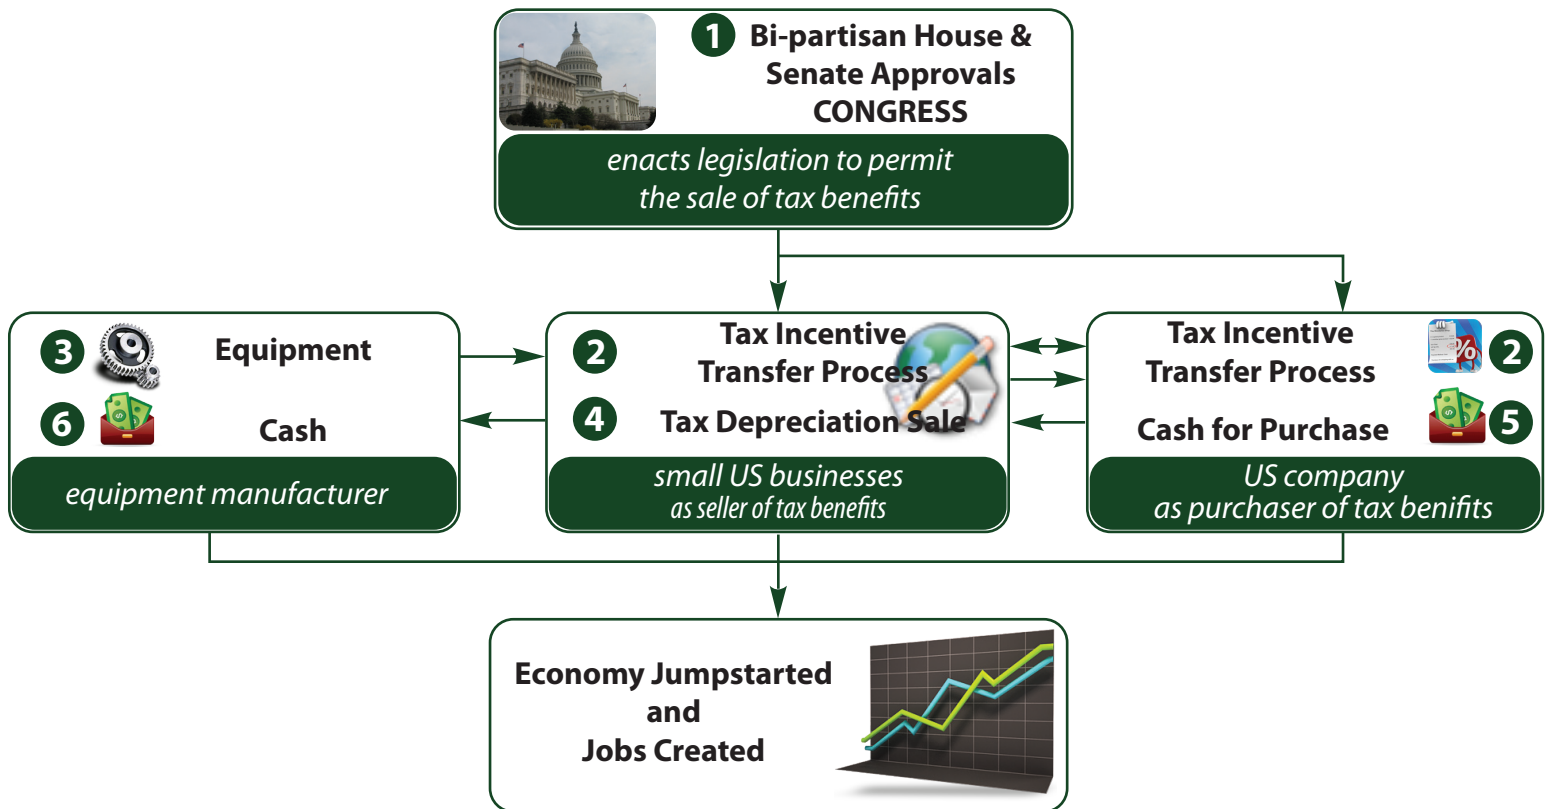 1 Bi-partisan House &
Senate Approvals
CONGRESS
enacts legislation to permit
the sale of tax benefits
3 Equipment
6 Cash
equipment manufacturer
2 Tax Incentive
Transfer Process
4 Tax Depreciation Sale
small US businesses
as seller of tax benefits
Tax Incentive
Transfer Process
% 2
Cash for Purchase 5
US company
as purchaser of tax benifits
Economy Jumpstarted
and
Jobs Created